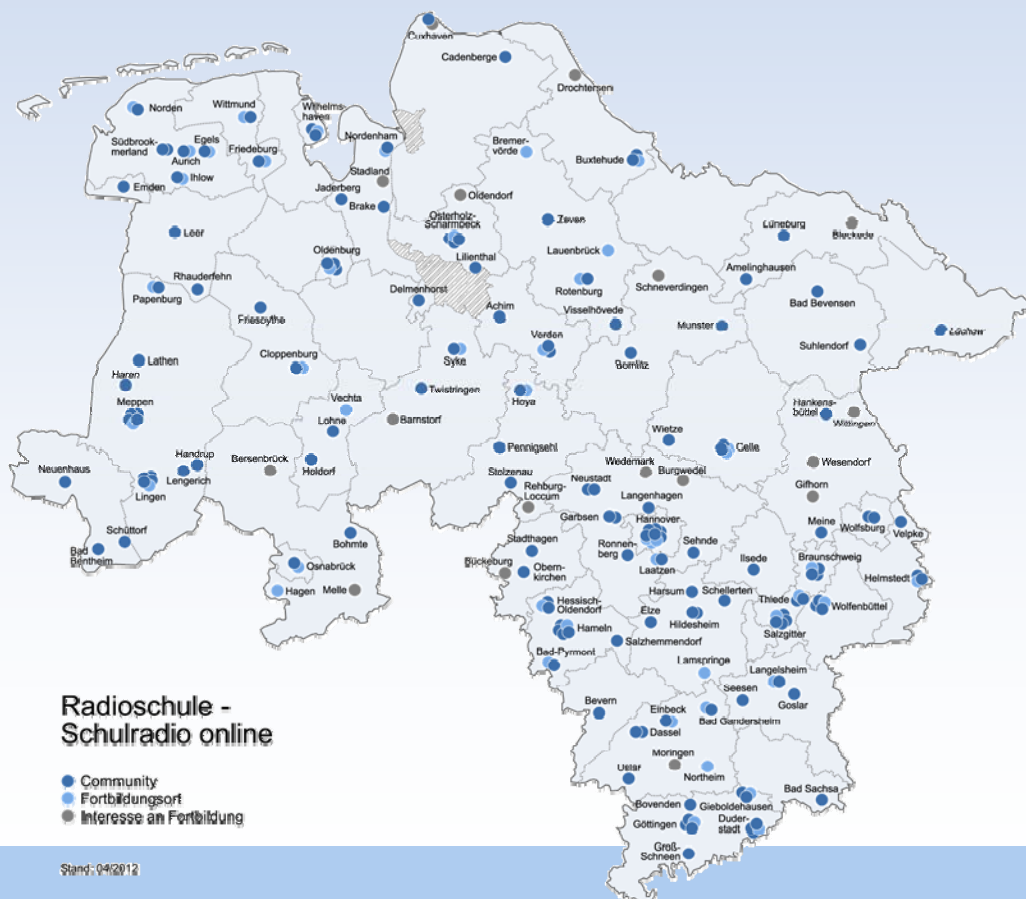 Cuxhaven
Cadenberge
Drochtersen
Norden
Wittmund
Wilhelms-
haven
Nordenham
Bremer-
vörde
Buxtehude
Südbrook-
merland
Egels
Aurich
Friedeburg
Ihlow
Emden
Stadland
Jaderberg
Brake
Oldendorf
Osterholz-
Scharmbeck
Zeven
Lüneburg
Leer
Oldenburg
Lilienthal
Lauenbrück
Rhauderfehn
Papenburg
Delmenhorst
Rotenburg
Schneverdingen
Amelinghausen
Bad Bevensen
Friesoythe
Achim
Visselhövede
Munster
Lüchow
Verden
Suhlendorf
Lathen
Cloppenburg
Syke
Haren
Twistringen
Meppen
Vechta
Hoya
Hankens-
büttel
Wittingen
Lohne
Barnstorf
Wietze
Celle
Pennigsehl
Neuenhaus
Handrup
Lengerich
Bersenbrück
Holdorf
Wedemark
Burgwedel
Wesendorf
Lingen
Stolzenau
Neustadt
Gifhorn
Rehburg-
Loccum
Langenhagen
Schüttorf
Garbsen
Hannover
Meine
Wolfsburg
Velpke
Bad
Bentheim
Bohmte
Stadthagen
Ronnen-
berg
Sehnde
Ilsede
Braunschweig
Bückeburg
Obern-
kirchen
Laatzen
Osnabrück
Helmstedt
Hagen
Melle
Harsum
Schellerten
Thiede
Hessisch-
Oldendorf
Elze
Hildesheim
Wolfenbüttel
Hameln
Salzhemmendorf
Salzgitter
Bad-Pyrmont
Lamspringe
Langelsheim
Seesen
Goslar
Bevern
Einbeck
Bad Gandersheim
Dassel
Moringen
Uslar
Northeim
Bad Sachsa
Bovenden
Gieboldehausen
Göttingen
Duder-
stadt
Groß-
Schneen
Radioschule -
Schulradio online
Community
Fortbildungsort
Interesse an Fortbildung
Stand: 04/2012